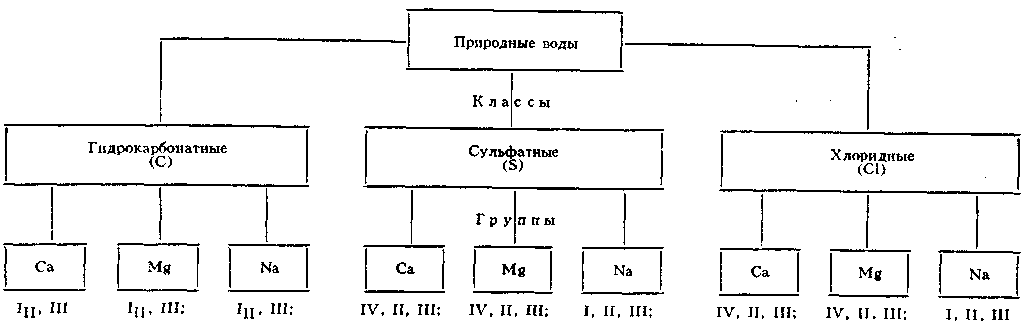 Природные воды
Классы
Гидрокарбонатные
(C)
Сульфатные
(S)
Хлоридные
(Cl)
Группы
Ca
Mg
Na
Ca
Mg
Na
Ca
Mg
Na
I II, III
I II, III;
I II, III;
IV, II, III;
IV, II, III;
I, II, III;
IV, II, III;
IV, II, III;
I, II, III